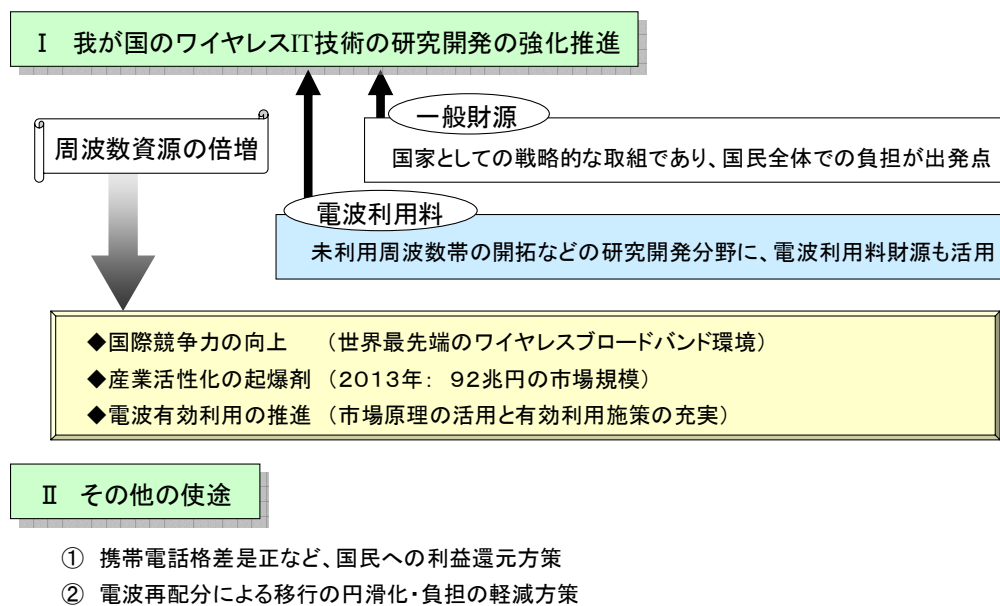 Ⅰ 我が国のワイヤレスIT技術の研究開発の強化推進
周波数資源の倍増
一般財源
国家としての戦略的な取組であり、国民全体での負担が出発点
電波利用料
未利用周波数帯の開拓などの研究開発分野に、電波利用料財源も活用
◆国際競争力の向上 （世界最先端のワイヤレスブロードバンド環境）
◆産業活性化の起爆剤 （２０１３年： ９２兆円の市場規模）
◆電波有効利用の推進 （市場原理の活用と有効利用施策の充実）
Ⅱ その他の使途
① 携帯電話格差是正など、国民への利益還元方策
② 電波再配分による移行の円滑化・負担の軽減方策